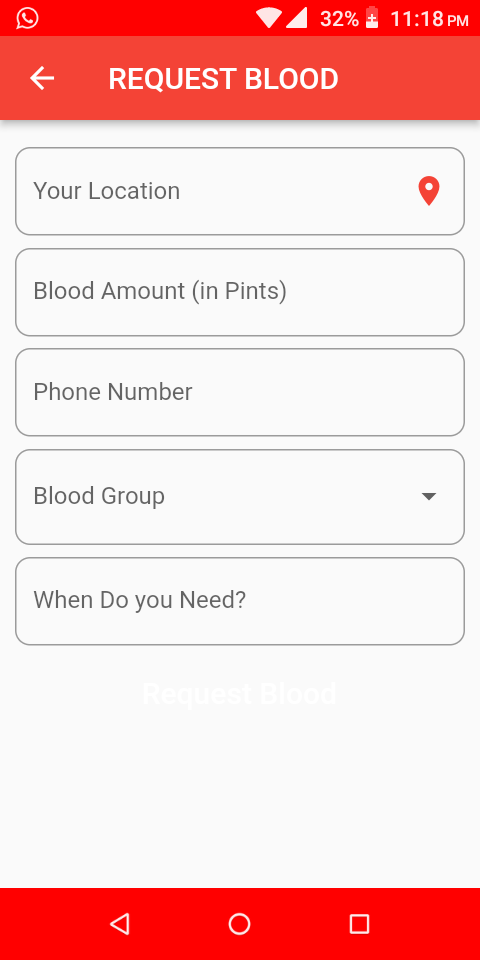 32% 11:18 PM
REQUEST BLOOD
Your Location
Blood Amount (in Pints)
Phone Number
Blood Group
When Do you Need?
Request Blood